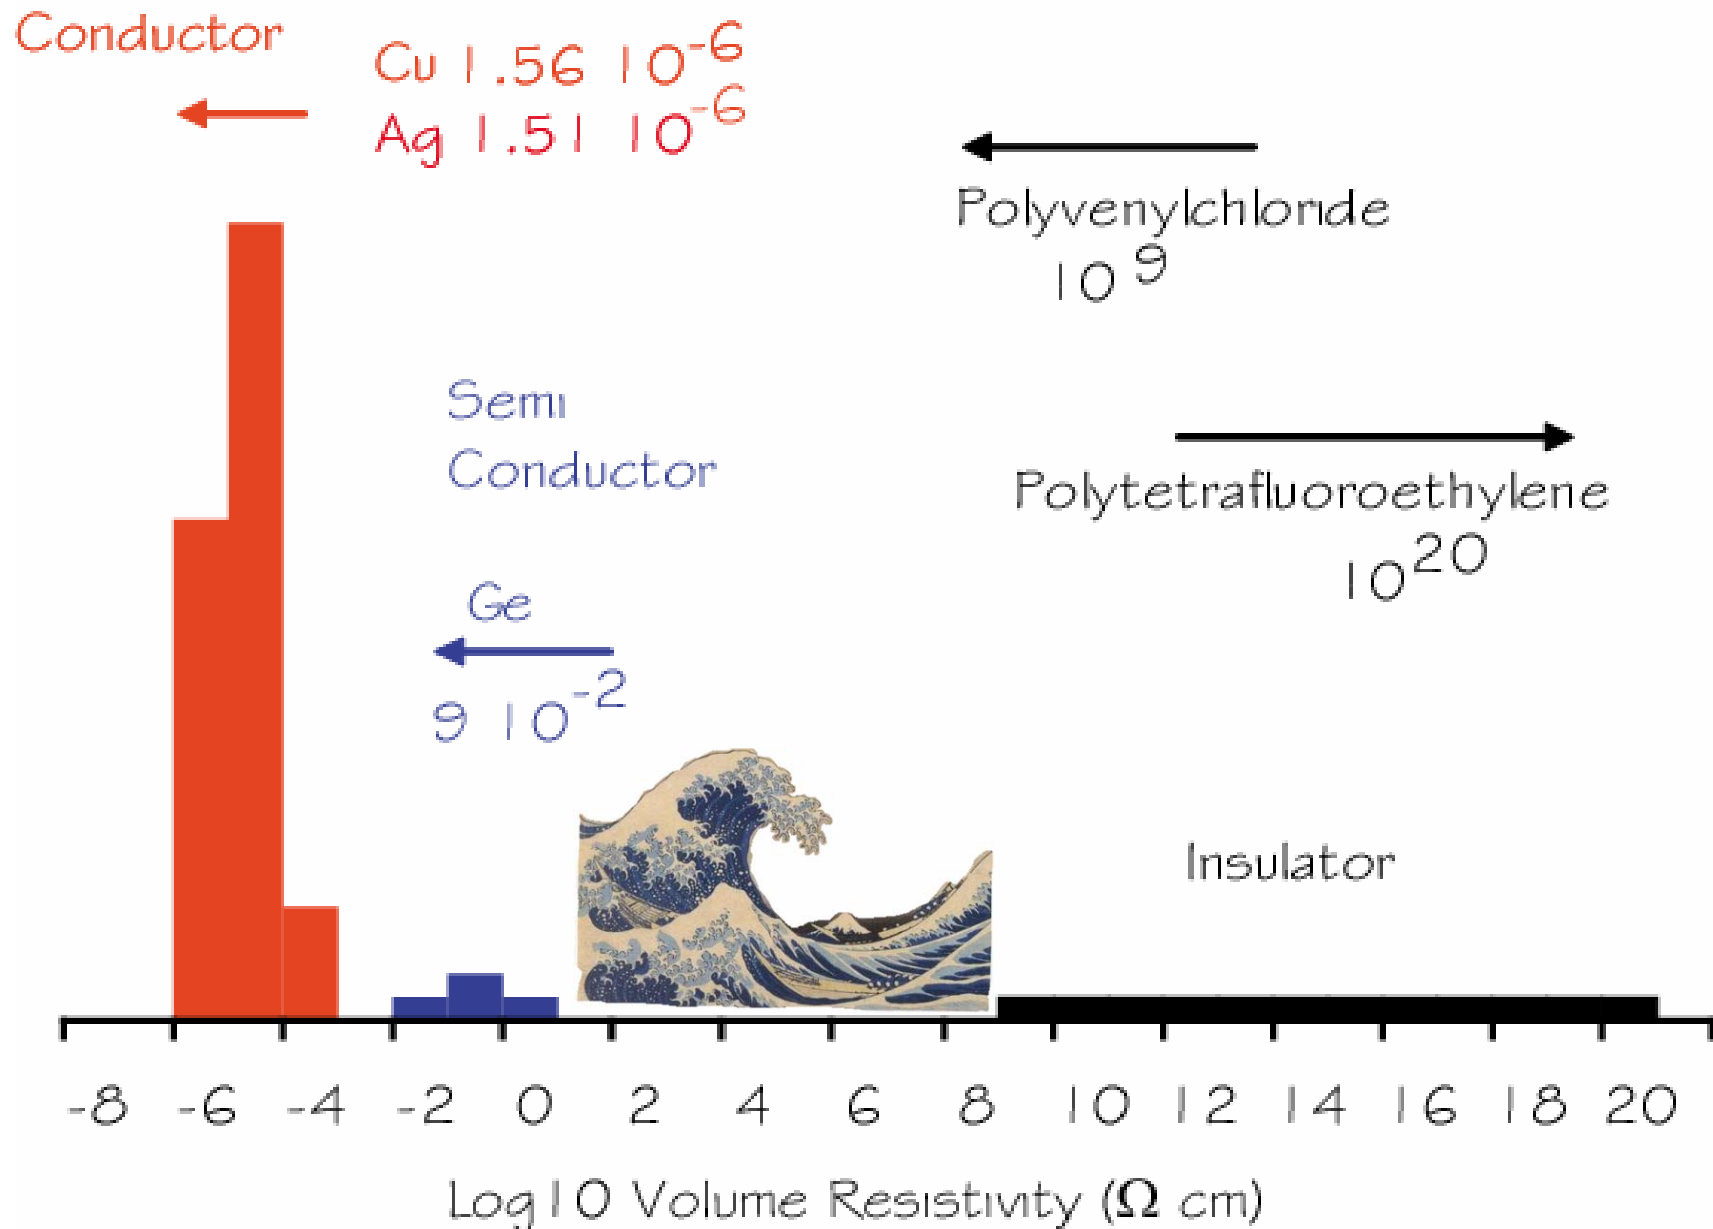 Conductor
Cu 1.56 10⁻⁶
Ag 1.51 10⁻⁶
Polyvenylchloride
10⁹
Semi
Conductor
Polytetrafluoroethylene
10²⁰
Ge
9 10⁻²
Insulator
-8 -6 -4 -2 0 2 4 6 8 10 12 14 16 18 20
Log10 Volume Resistivity (Ω cm)